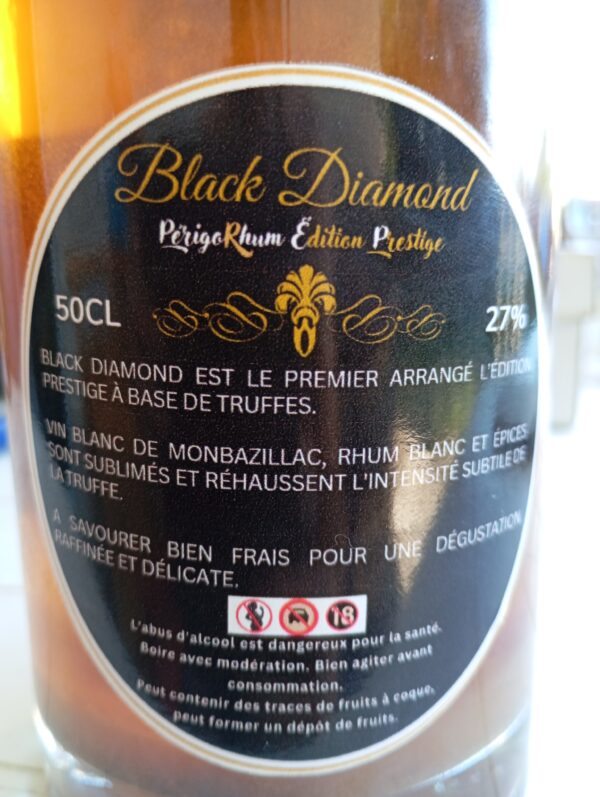 Black Diamond
PérigoRhum Édition Prestige
50CL
27%
BLACK DIAMOND EST LE PREMIER ARRANGÉ L'ÉDITION
PRESTIGE À BASE DE TRUFFES.
VIN BLANC DE MONBAZILLAC, RHUM BLANC ET ÉPICES
SONT SUBLIMÉS ET RÉHAUSSENT L'INTENSITÉ SUBTILE DE
LA TRUFFE.
A SAVOURER BIEN FRAIS POUR UNE DÉGUSTATION
RAFFINÉE ET DÉLICATE.
18
L'abus d'alcool est dangereux pour la santé.
Boire avec modération. Bien agiter avant
consommation.
Peut contenir des traces de fruits à coque,
peut former un dépôt de fruits.